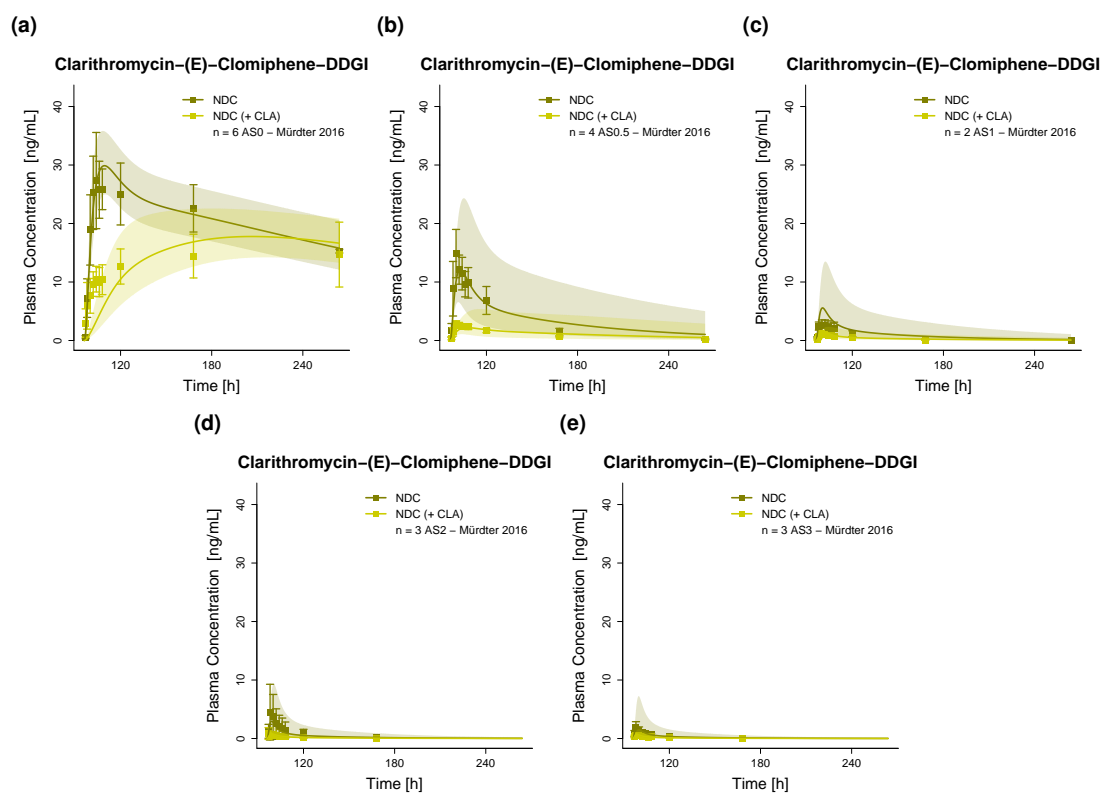 (a)
Clarithromycin−(E)−Clomiphene−DDGI
NDC
NDC (+ CLA)
n = 6 AS0 − Mürdter 2016
Plasma Concentration [ng/mL]
0 10 20 30 40
120 180 240
Time [h]
(b)
Clarithromycin−(E)−Clomiphene−DDGI
NDC
NDC (+ CLA)
n = 4 AS0.5 − Mürdter 2016
Plasma Concentration [ng/mL]
0 10 20 30 40
120 180 240
Time [h]
(c)
Clarithromycin−(E)−Clomiphene−DDGI
NDC
NDC (+ CLA)
n = 2 AS1 − Mürdter 2016
Plasma Concentration [ng/mL]
0 10 20 30 40
120 180 240
Time [h]
(d)
Clarithromycin−(E)−Clomiphene−DDGI
NDC
NDC (+ CLA)
n = 3 AS2 − Mürdter 2016
Plasma Concentration [ng/mL]
0 10 20 30 40
120 180 240
Time [h]
(e)
Clarithromycin−(E)−Clomiphene−DDGI
NDC
NDC (+ CLA)
n = 3 AS3 − Mürdter 2016
Plasma Concentration [ng/mL]
0 10 20 30 40
120 180 240
Time [h]